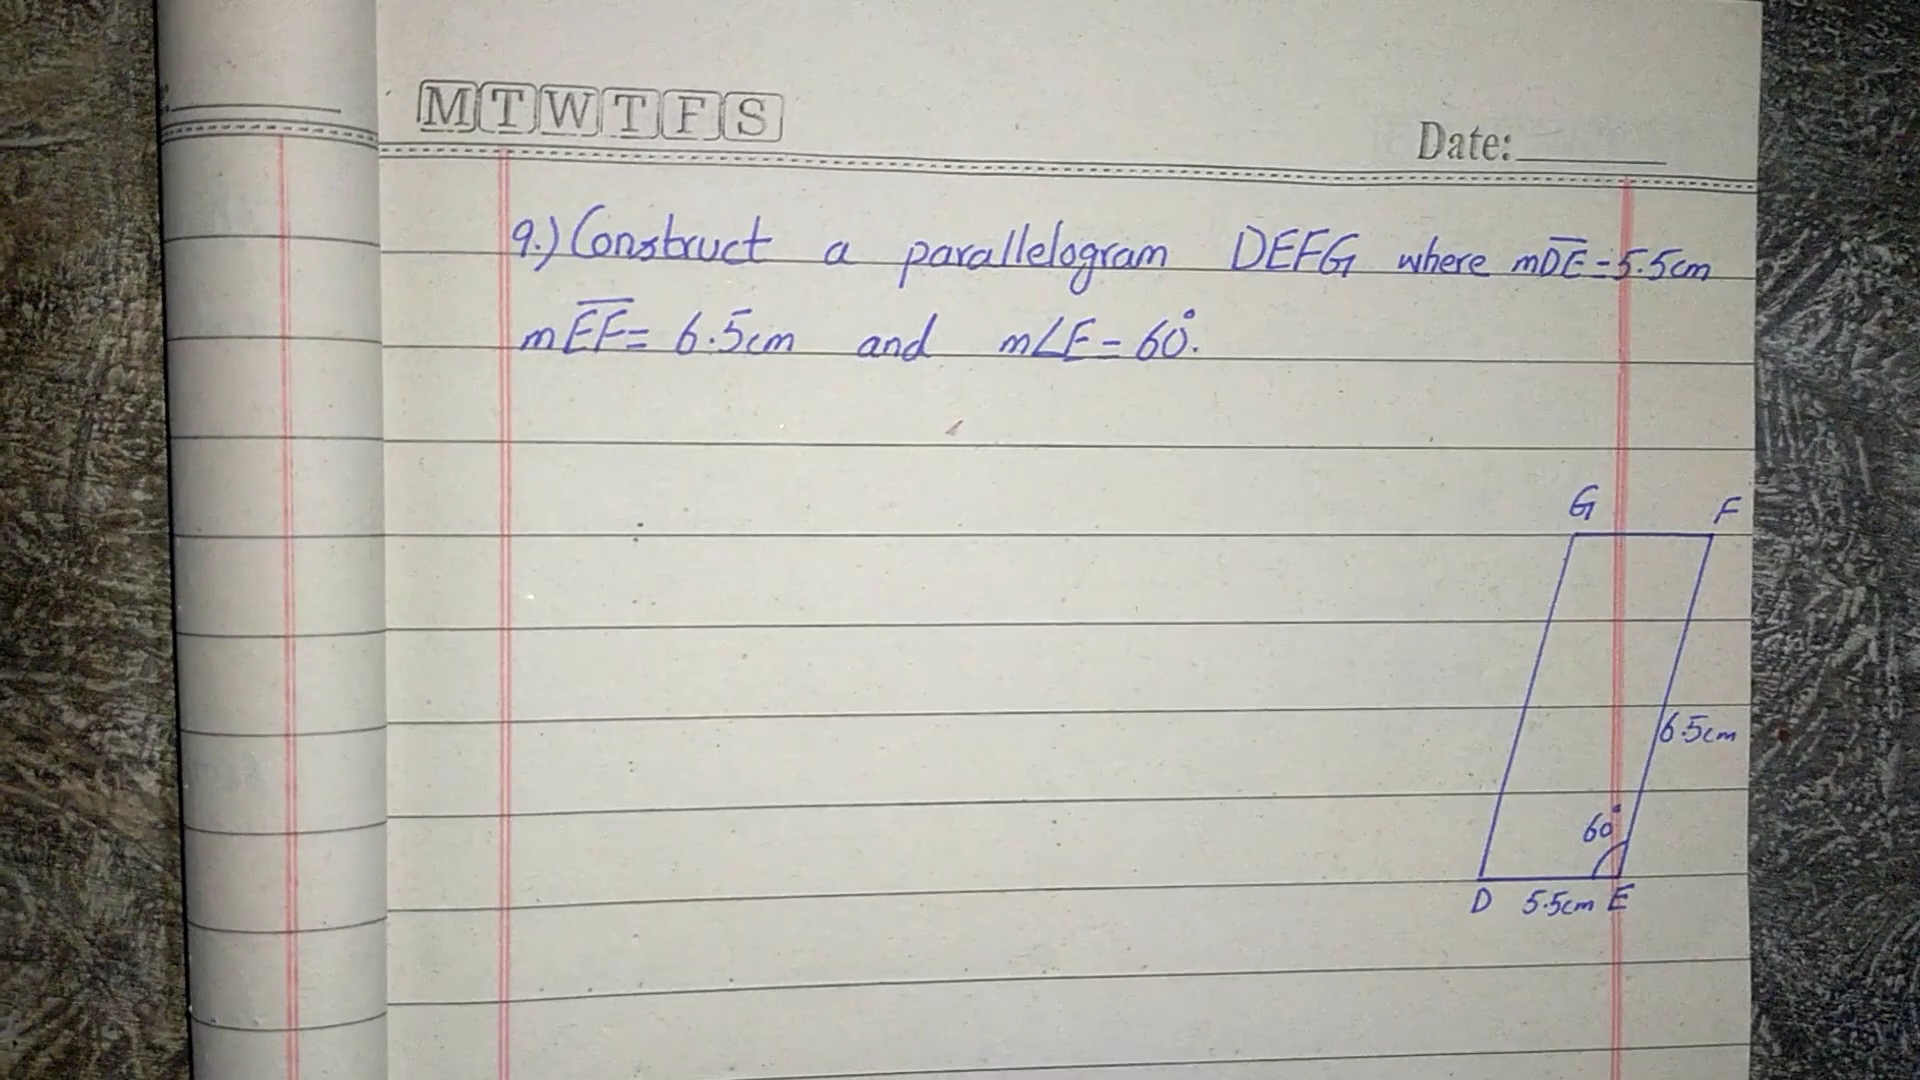 M T W T F S
Date:
9.) Construct a parallelogram DEFG where mDE = 5.5cm
mEF = 6.5cm and m∠E = 60°.
G F
6.5cm
60°
D 5.5cm E